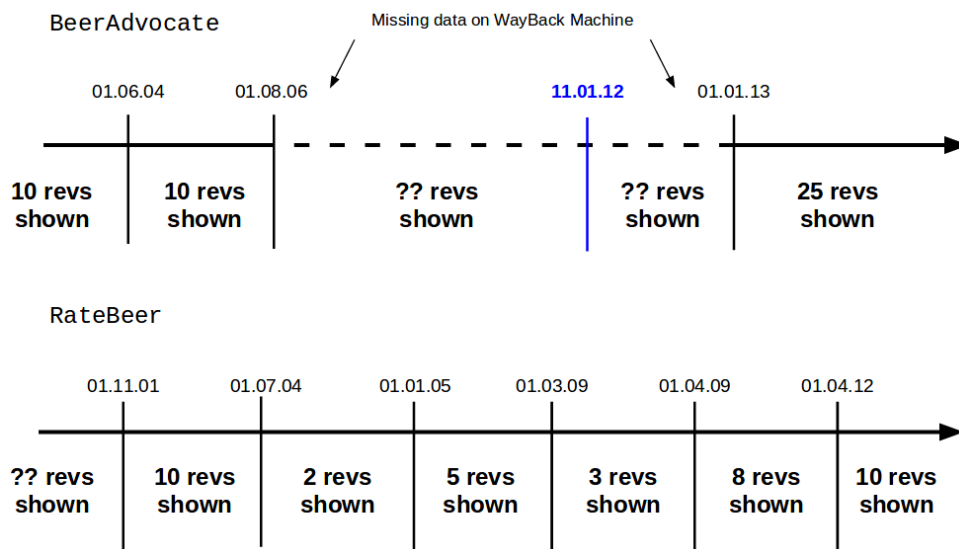 BeerAdvocate
Missing data on WayBack Machine
01.06.04 01.08.06 11.01.12 01.01.13
10 revs 10 revs ?? revs ?? revs 25 revs
shown shown shown shown shown
RateBeer
01.11.01 01.07.04 01.01.05 01.03.09 01.04.09 01.04.12
?? revs 10 revs 2 revs 5 revs 3 revs 8 revs 10 revs
shown shown shown shown shown shown shown